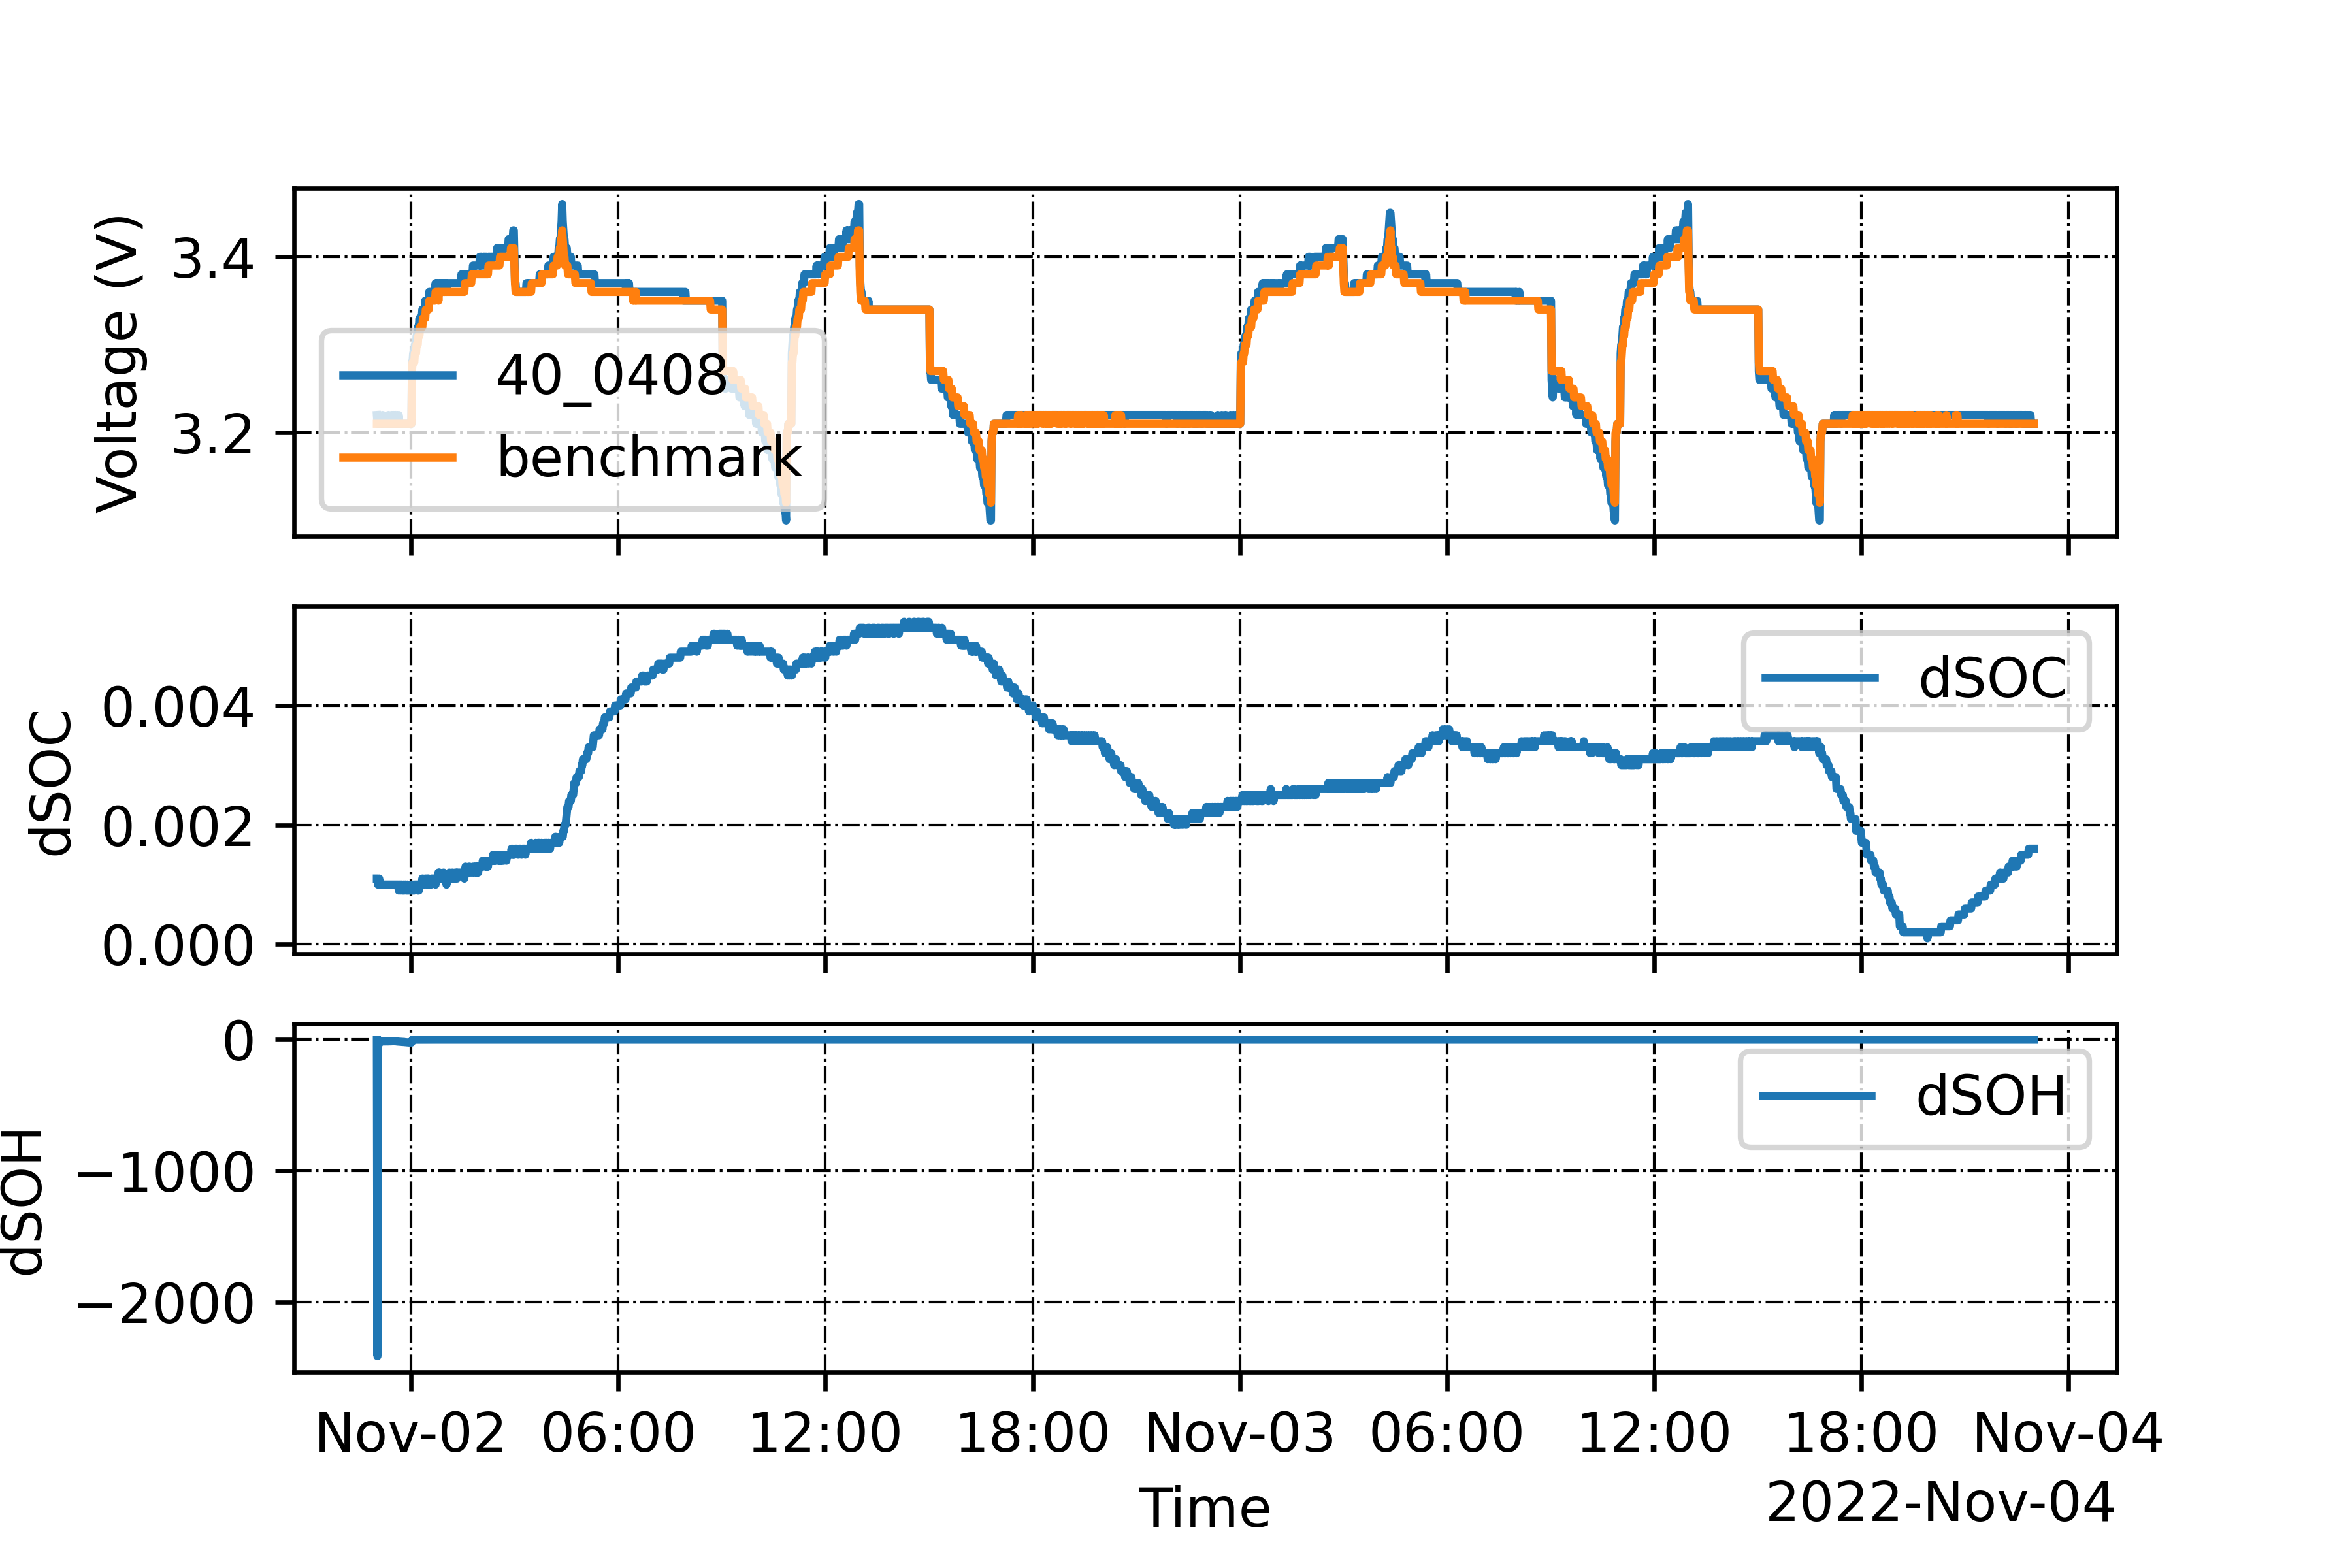 Voltage (V)
3.4
3.2
40_0408
benchmark
dSOC
0.004
0.002
0.000
dSOC
dSOH
0
−1000
−2000
dSOH
Nov-02 06:00 12:00 18:00 Nov-03 06:00 12:00 18:00 Nov-04
Time
2022-Nov-04